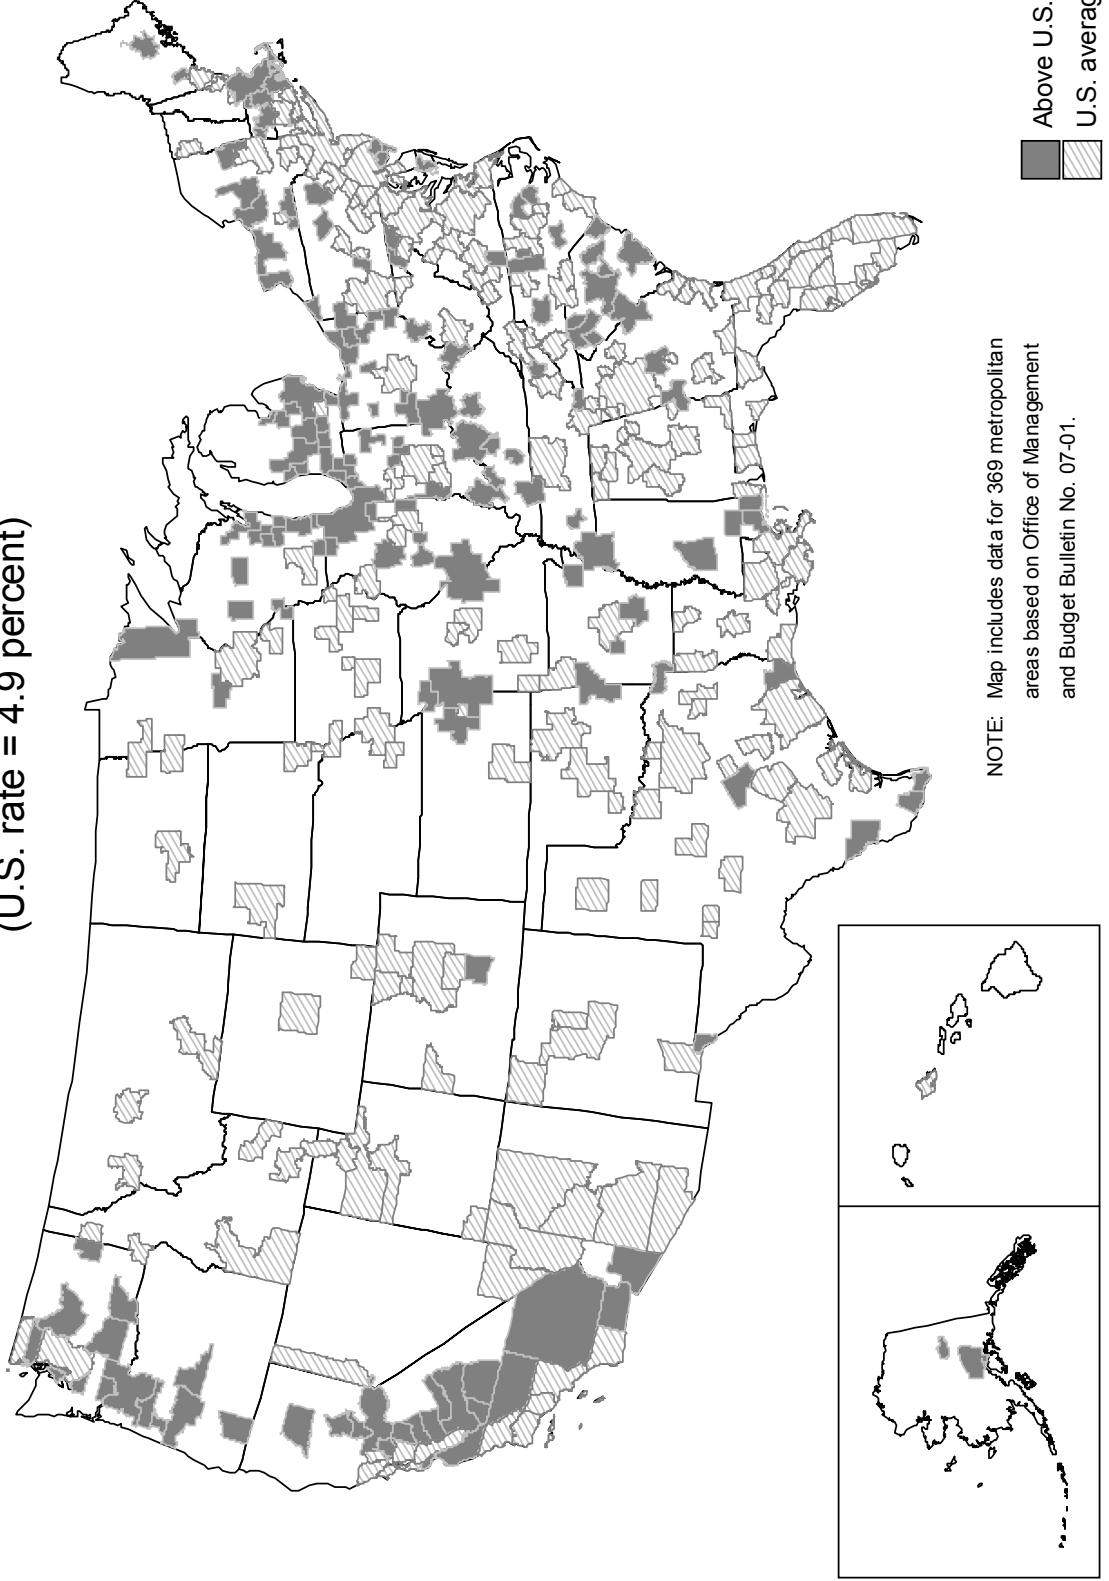 (U.S. rate = 4.9 percent)
Above U.S.
U.S.
NOTE: Map includes data for 369 metropolitan
areas based on Office of Management
and Budget Bulletin No. 07-01.